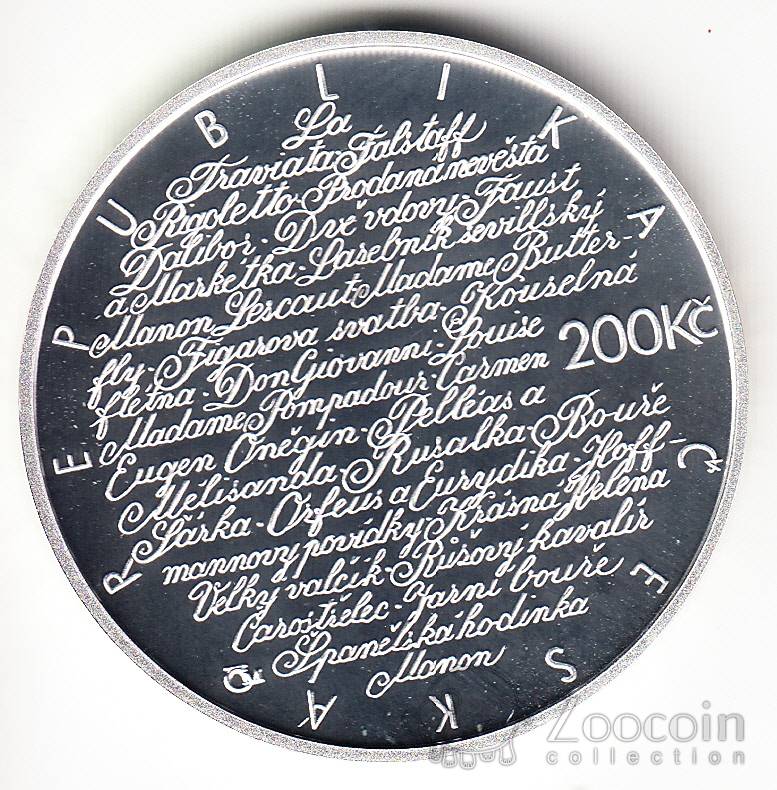 ČESKÁ REPUBLIKA
La
Traviata·Falstaff
Rigoletto·Prodaná nevěsta
Dalibor·Dvě vdovy·Faust
a Markétka·Lazebník sevillský
Manon Lescaut·Madame Butter-
fly·Figarova svatba·Kouzelná
flétna·Don Giovanni·Louise
Madame Pompadour·Carmen
Eugen Oněgin·Pelleas a
Mélisanda·Rusalka·Bouře
Šárka·Orfeus a Eurydika·Hoff-
mannovy povídky·Krásná Helena
Velký valčík·Růžový kavalír
Čarostřelec·Jarní bouře
Španělská hodinka
Manon
200Kč
Zoocoin
collection